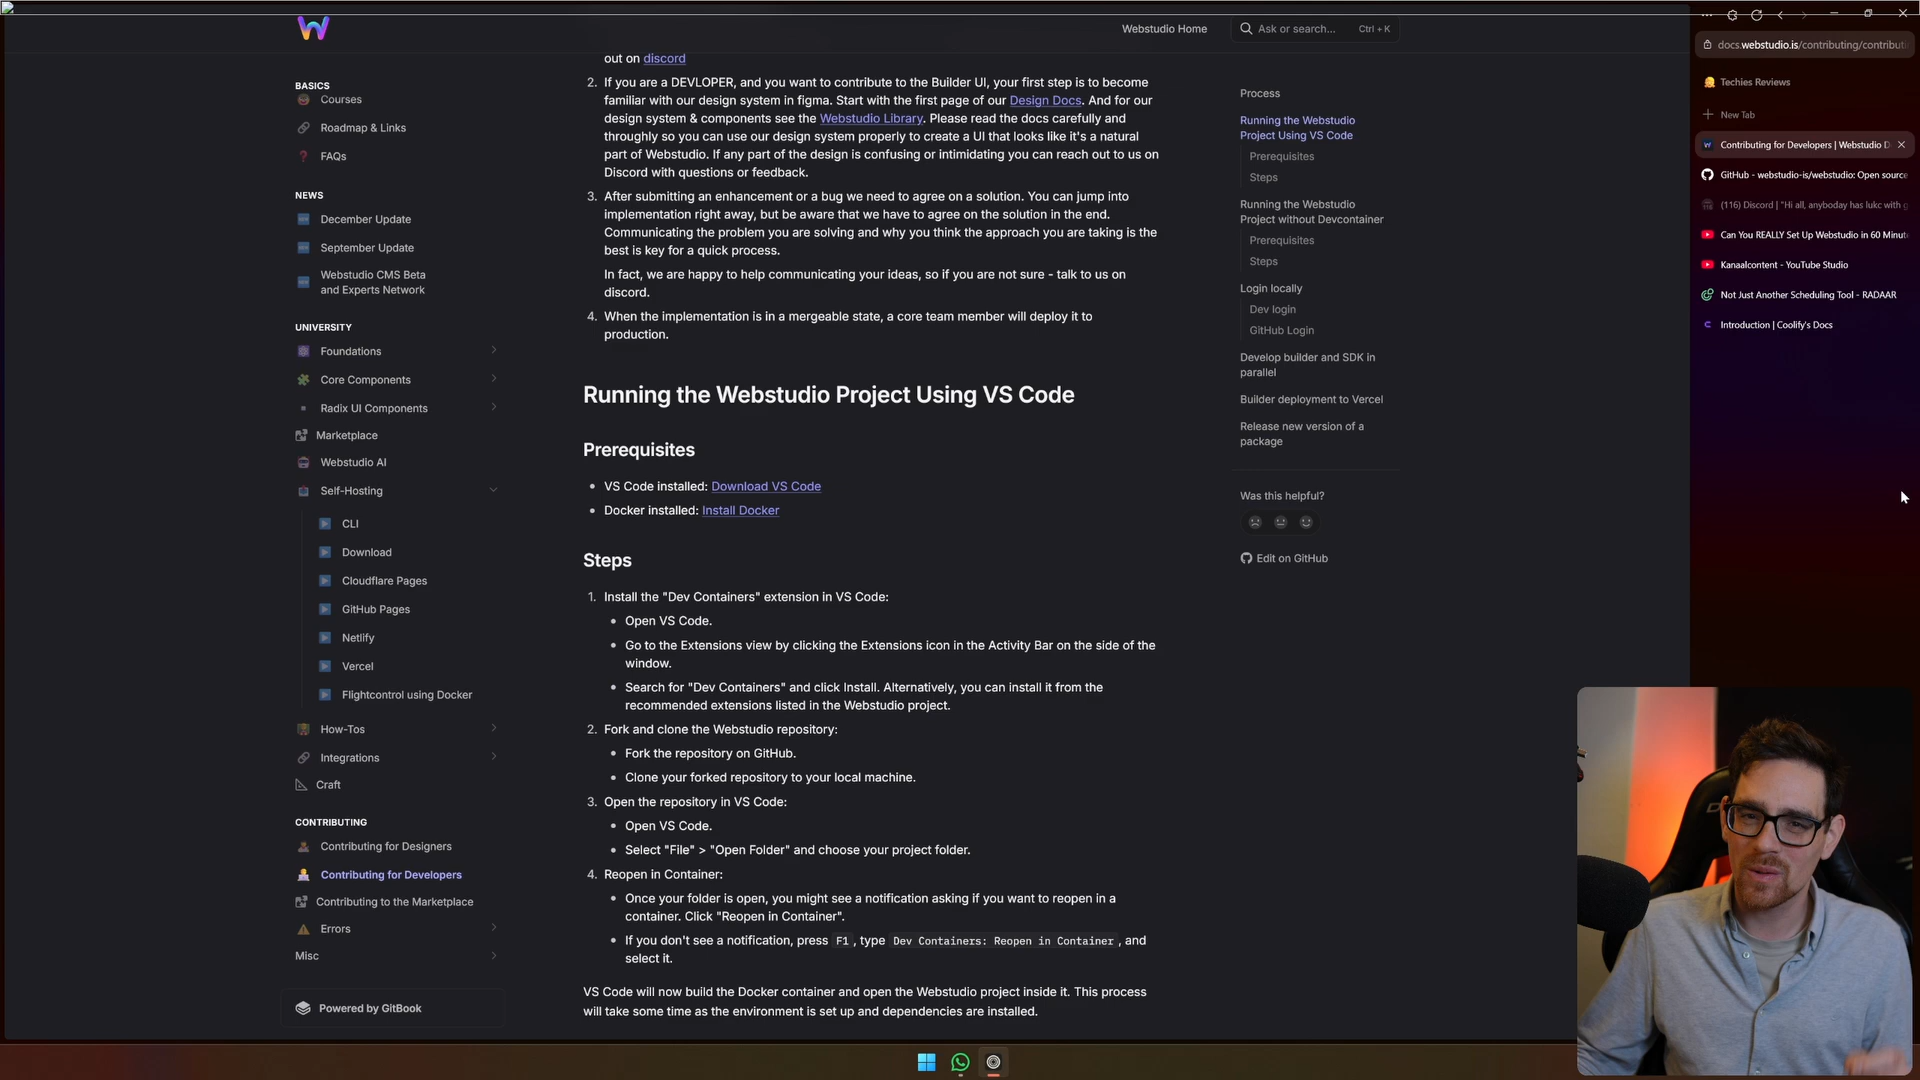 Webstudio Home
Ask or search...
Ctrl + K
BASICS
Courses
Roadmap & Links
FAQs
NEWS
December Update
September Update
Webstudio CMS Beta
and Experts Network
UNIVERSITY
Foundations
Core Components
Radix UI Components
Marketplace
Webstudio AI
Self-Hosting
CLI
Download
Cloudflare Pages
GitHub Pages
Netlify
Vercel
Flightcontrol using Docker
How-Tos
Integrations
Craft
CONTRIBUTING
Contributing for Designers
Contributing for Developers
Contributing to the Marketplace
Errors
Misc
Powered by GitBook
out on discord
2. If you are a DEVLOPER, and you want to contribute to the Builder UI, your first step is to become
familiar with our design system in figma. Start with the first page of our Design Docs. And for our
design system & components see the Webstudio Library. Please read the docs carefully and
throughly so you can use our design system properly to create a UI that looks like it's a natural
part of Webstudio. If any part of the design is confusing or intimidating you can reach out to us on
Discord with questions or feedback.
3. After submitting an enhancement or a bug we need to agree on a solution. You can jump into
implementation right away, but be aware that we have to agree on the solution in the end.
Communicating the problem you are solving and why you think the approach you are taking is the
best is key for a quick process.
In fact, we are happy to help communicating your ideas, so if you are not sure - talk to us on
discord.
4. When the implementation is in a mergeable state, a core team member will deploy it to
production.
Running the Webstudio Project Using VS Code
Prerequisites
• VS Code installed: Download VS Code
• Docker installed: Install Docker
Steps
1. Install the "Dev Containers" extension in VS Code:
• Open VS Code.
• Go to the Extensions view by clicking the Extensions icon in the Activity Bar on the side of the
window.
• Search for "Dev Containers" and click Install. Alternatively, you can install it from the
recommended extensions listed in the Webstudio project.
2. Fork and clone the Webstudio repository:
• Fork the repository on GitHub.
• Clone your forked repository to your local machine.
3. Open the repository in VS Code:
• Open VS Code.
• Select "File" > "Open Folder" and choose your project folder.
4. Reopen in Container:
• Once your folder is open, you might see a notification asking if you want to reopen in a
container. Click "Reopen in Container".
• If you don't see a notification, press F1, type Dev Containers: Reopen in Container, and
select it.
VS Code will now build the Docker container and open the Webstudio project inside it. This process
will take some time as the environment is set up and dependencies are installed.
Process
Running the Webstudio
Project Using VS Code
Prerequisites
Steps
Running the Webstudio
Project without Devcontainer
Prerequisites
Steps
Login locally
Dev login
GitHub Login
Develop builder and SDK in
parallel
Builder deployment to Vercel
Release new version of a
package
Was this helpful?
Edit on GitHub
docs.webstudio.is/contributing/contributi
Techies Reviews
New Tab
Contributing for Developers | Webstudio D
GitHub - webstudio-is/webstudio: Open source
(116) Discord | "Hi all, anyboday has lukc with g
Can You REALLY Set Up Webstudio in 60 Minute
Kanaalcontent - YouTube Studio
Not Just Another Scheduling Tool - RADAAR
Introduction | Coolify's Docs